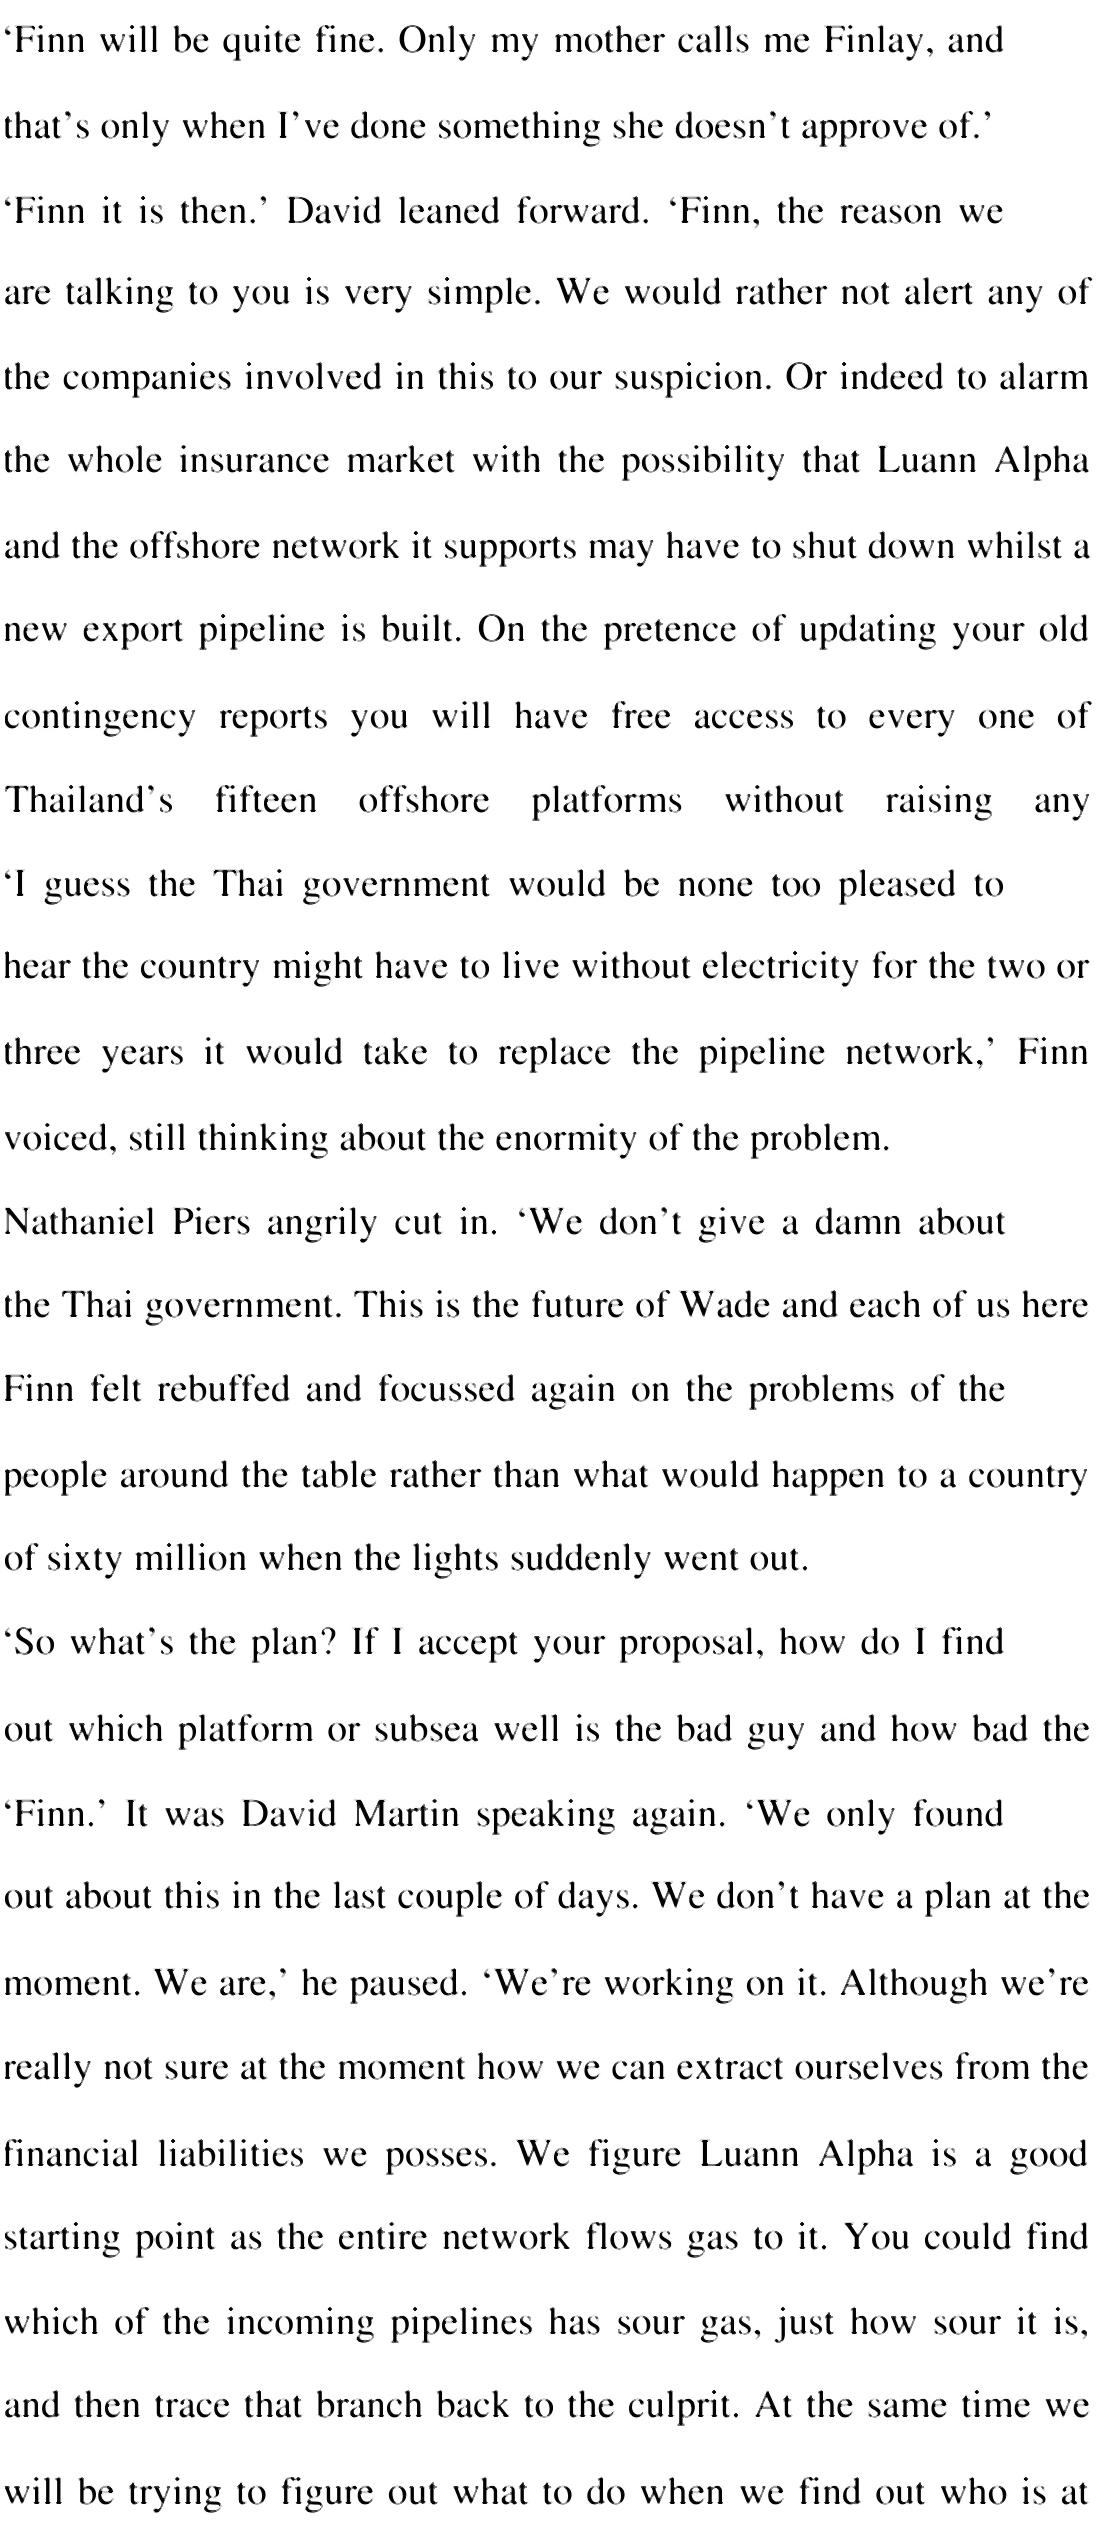 ‘Finn will be quite fine. Only my mother calls me Finlay, and
that’s only when I’ve done something she doesn’t approve of.’
‘Finn it is then.’ David leaned forward. ‘Finn, the reason we
are talking to you is very simple. We would rather not alert any of
the companies involved in this to our suspicion. Or indeed to alarm
the whole insurance market with the possibility that Luann Alpha
and the offshore network it supports may have to shut down whilst a
new export pipeline is built. On the pretence of updating your old
contingency reports you will have free access to every one of
Thailand’s fifteen offshore platforms without raising any
‘I guess the Thai government would be none too pleased to
hear the country might have to live without electricity for the two or
three years it would take to replace the pipeline network,’ Finn
voiced, still thinking about the enormity of the problem.
Nathaniel Piers angrily cut in. ‘We don’t give a damn about
the Thai government. This is the future of Wade and each of us here
Finn felt rebuffed and focussed again on the problems of the
people around the table rather than what would happen to a country
of sixty million when the lights suddenly went out.
‘So what’s the plan? If I accept your proposal, how do I find
out which platform or subsea well is the bad guy and how bad the
‘Finn.’ It was David Martin speaking again. ‘We only found
out about this in the last couple of days. We don’t have a plan at the
moment. We are,’ he paused. ‘We’re working on it. Although we’re
really not sure at the moment how we can extract ourselves from the
financial liabilities we posses. We figure Luann Alpha is a good
starting point as the entire network flows gas to it. You could find
which of the incoming pipelines has sour gas, just how sour it is,
and then trace that branch back to the culprit. At the same time we
will be trying to figure out what to do when we find out who is at